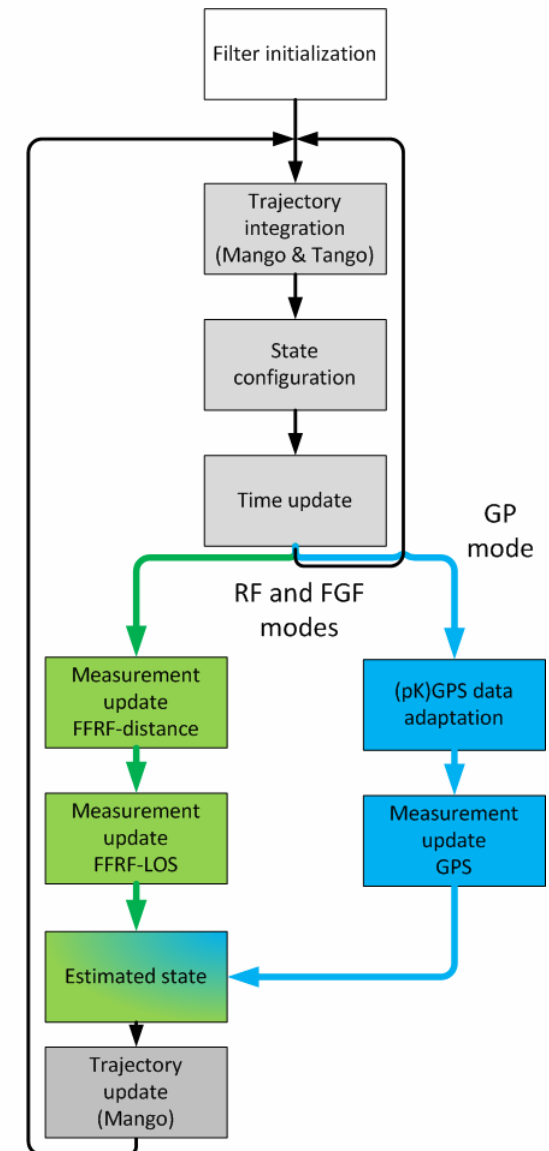 Filter initialization
Trajectory
integration
(Mango & Tango)
State
configuration
Time update
GP
mode
RF and FGF
modes
Measurement
update
FFRF-distance
(pK)GPS data
adaptation
Measurement
update
FFRF-LOS
Measurement
update
GPS
Estimated state
Trajectory
update
(Mango)